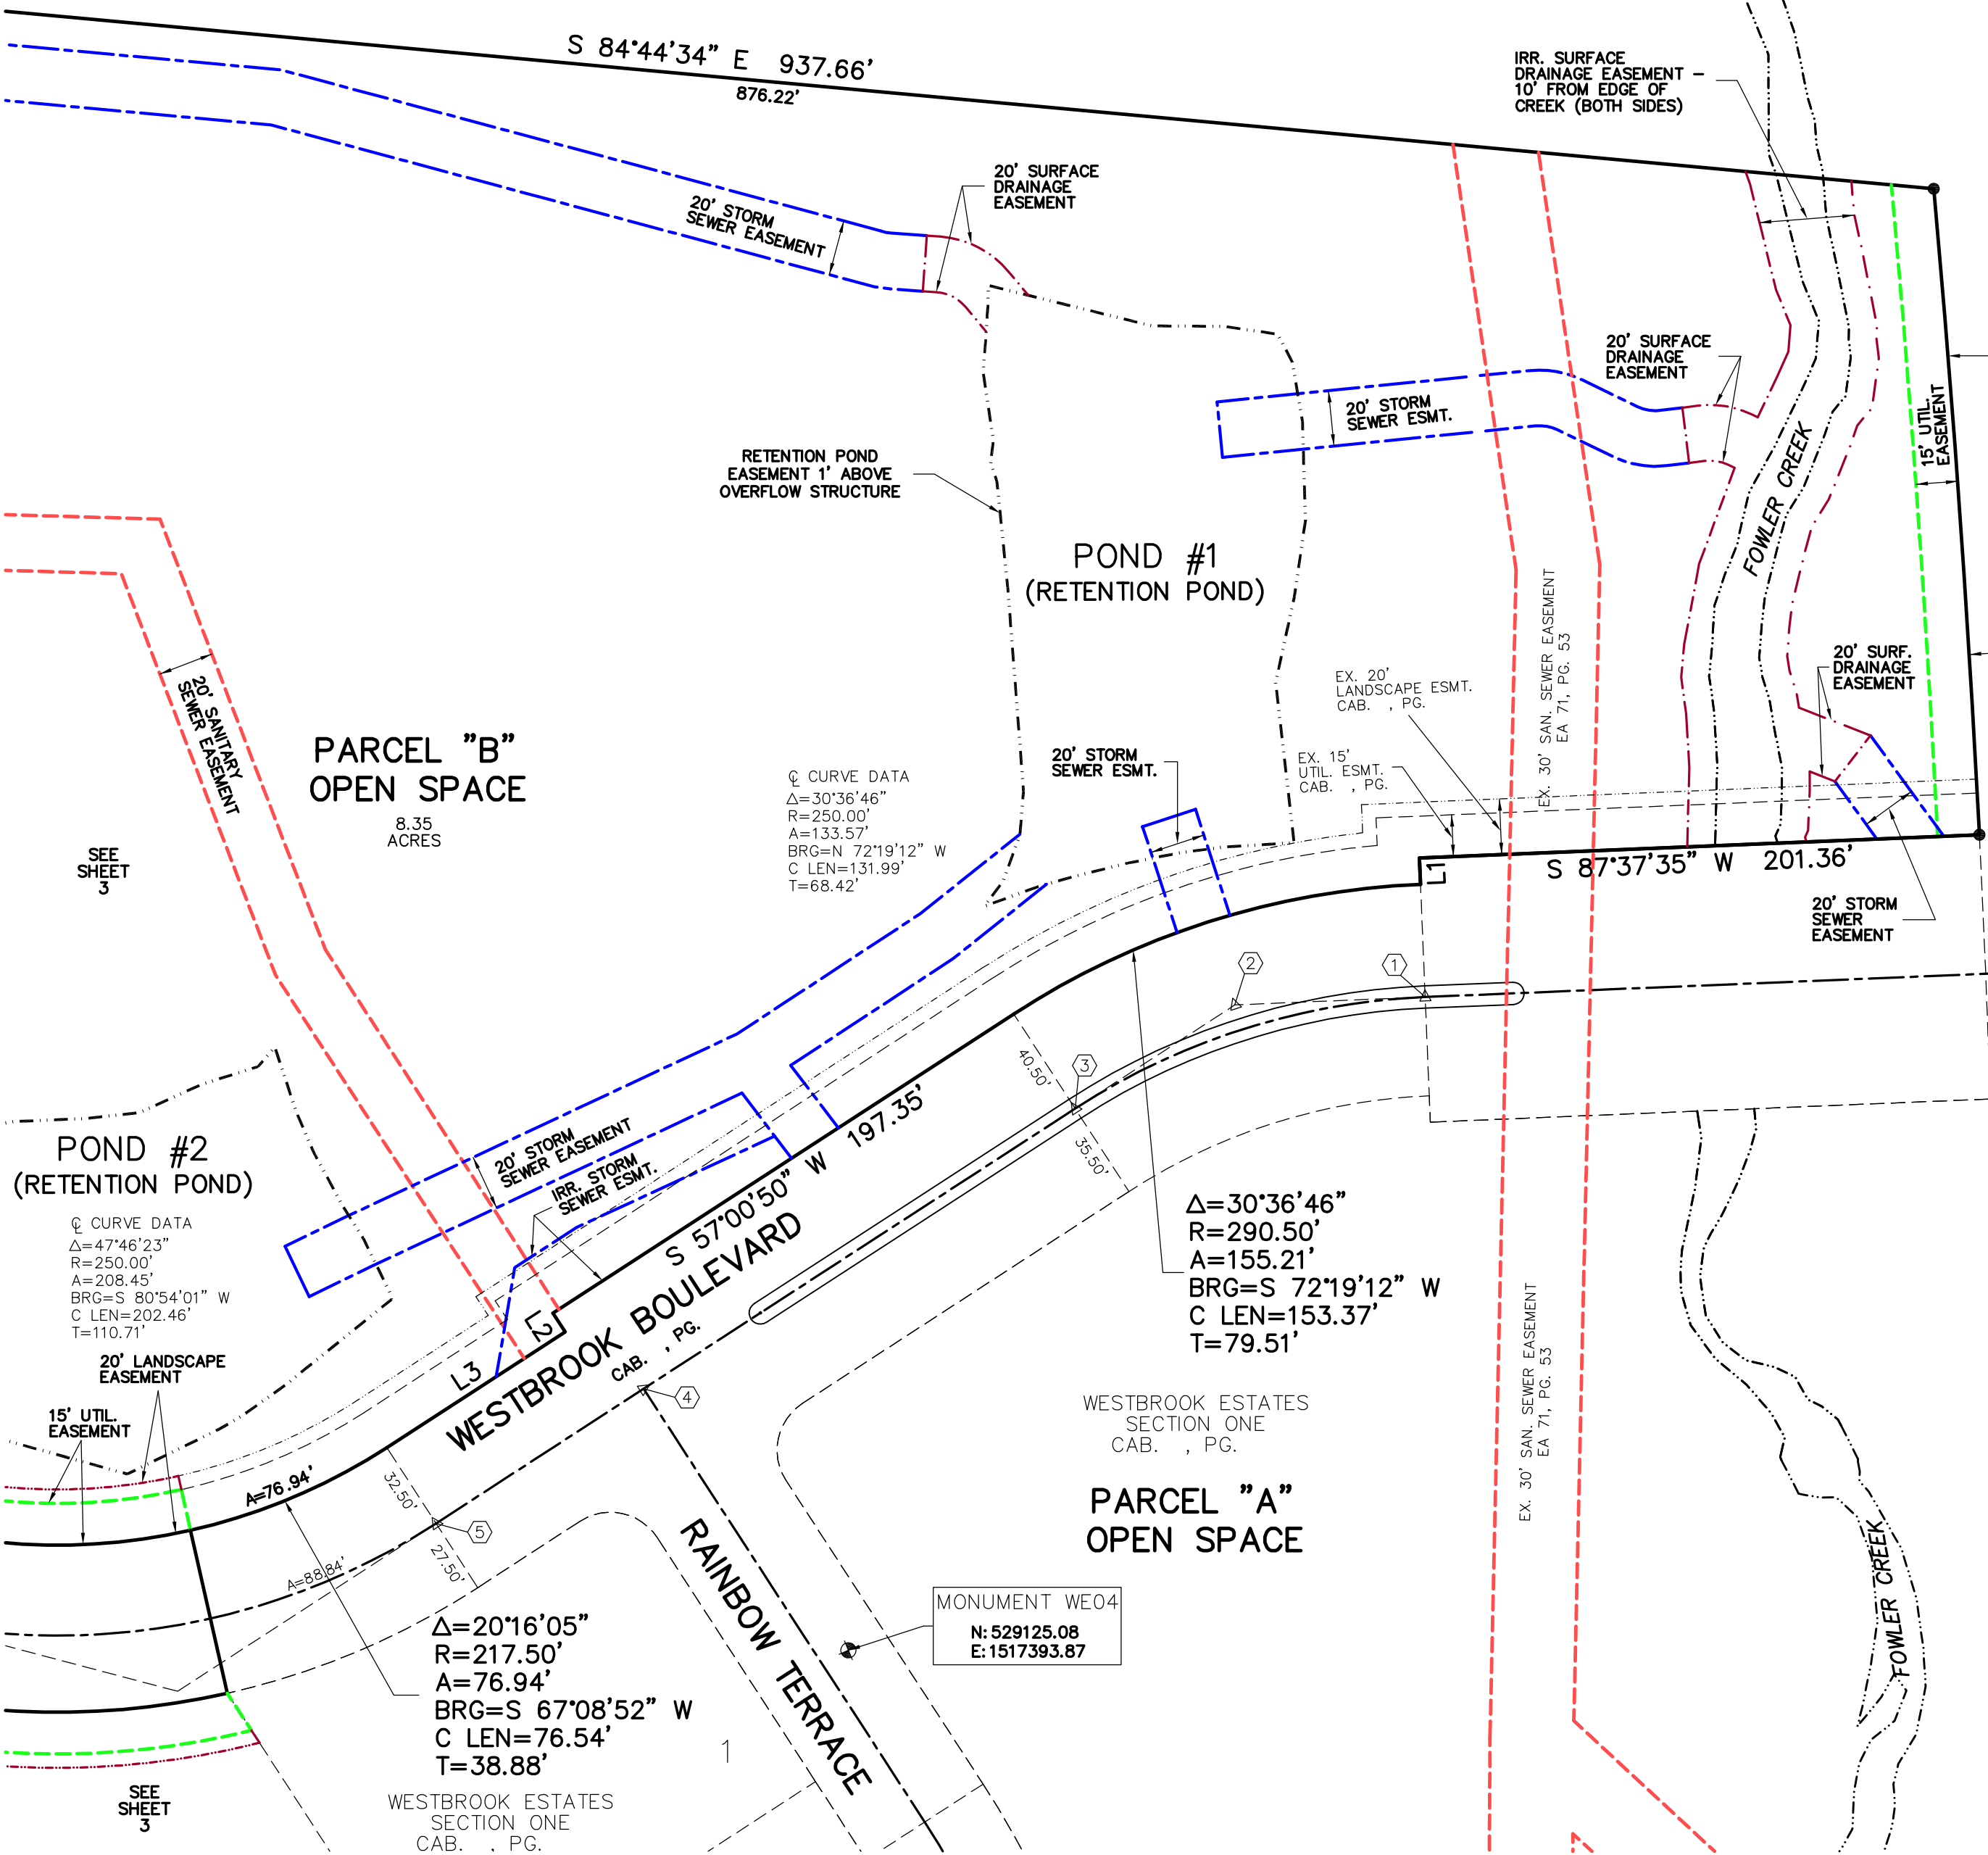 S 84°44'34" E 937.66'
876.22'
IRR. SURFACE
DRAINAGE EASEMENT -
10' FROM EDGE OF
CREEK (BOTH SIDES)
20' SURFACE
DRAINAGE
EASEMENT
20' STORM
SEWER EASEMENT
20' SURFACE
DRAINAGE
EASEMENT
20' STORM
SEWER ESMT.
15' UTIL.
EASEMENT
FOWLER CREEK
RETENTION POND
EASEMENT 1' ABOVE
OVERFLOW STRUCTURE
POND #1
(RETENTION POND)
EX. 30' SAN. SEWER EASEMENT
EA 71, PG. 53
20' SURF.
DRAINAGE
EASEMENT
EX. 20'
LANDSCAPE ESMT.
CAB. , PG.
20' SANITARY
SEWER EASEMENT
PARCEL "B"
OPEN SPACE
8.35
ACRES
20' STORM
SEWER ESMT.
EX. 15'
UTIL. ESMT.
CAB. , PG.
℄ CURVE DATA
Δ=30°36'46"
R=250.00'
A=133.57'
BRG=N 72°19'12" W
C LEN=131.99'
T=68.42'
SEE
SHEET
3
L1
S 87°37'35" W 201.36'
20' STORM
SEWER
EASEMENT
2
1
3
40.50'
35.50'
197.35'
S 57°00'50" W
20' STORM
SEWER EASEMENT
IRR. STORM
SEWER ESMT.
POND #2
(RETENTION POND)
℄ CURVE DATA
Δ=47°46'23"
R=250.00'
A=208.45'
BRG=S 80°54'01" W
C LEN=202.46'
T=110.71'
Δ=30°36'46"
R=290.50'
A=155.21'
BRG=S 72°19'12" W
C LEN=153.37'
T=79.51'
L2
L3
WESTBROOK BOULEVARD
CAB. , PG.
4
20' LANDSCAPE
EASEMENT
15' UTIL.
EASEMENT
EX. 30' SAN. SEWER EASEMENT
EA 71, PG. 53
WESTBROOK ESTATES
SECTION ONE
CAB. , PG.
PARCEL "A"
OPEN SPACE
A=76.94'
32.50'
5
27.50'
A=88.84'
RAINBOW TERRACE
FOWLER CREEK
MONUMENT WE04
N: 529125.08
E: 1517393.87
Δ=20°16'05"
R=217.50'
A=76.94'
BRG=S 67°08'52" W
C LEN=76.54'
T=38.88'
1
SEE
SHEET
3
WESTBROOK ESTATES
SECTION ONE
CAB. , PG.